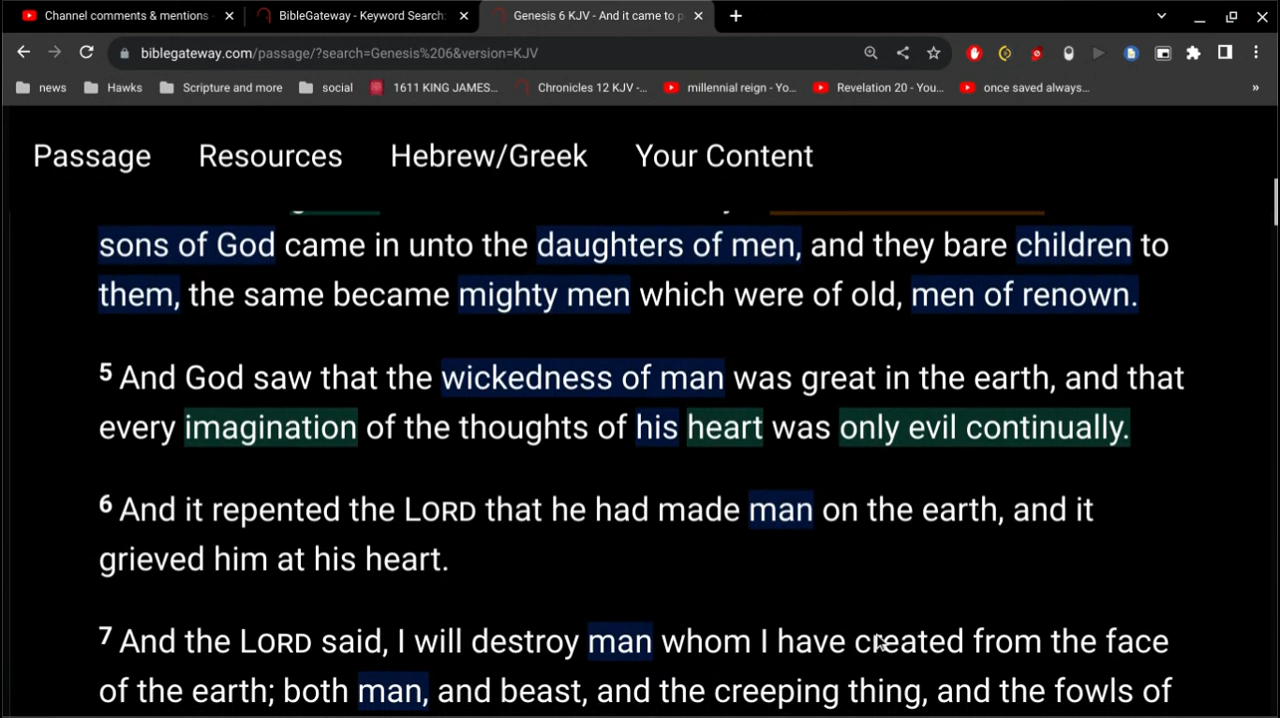 Channel comments & mentions
BibleGateway - Keyword Search:
Genesis 6 KJV - And it came to p
biblegateway.com/passage/?search=Genesis%206&version=KJV
news
Hawks
Scripture and more
social
1611 KING JAMES...
Chronicles 12 KJV -...
millennial reign - Yo...
Revelation 20 - You...
once saved always...
»
Passage
Resources
Hebrew/Greek
Your Content
sons of God came in unto the daughters of men, and they bare children to
them, the same became mighty men which were of old, men of renown.
5 And God saw that the wickedness of man was great in the earth, and that
every imagination of the thoughts of his heart was only evil continually.
6 And it repented the LORD that he had made man on the earth, and it
grieved him at his heart.
7 And the LORD said, I will destroy man whom I have created from the face
of the earth; both man, and beast, and the creeping thing, and the fowls of